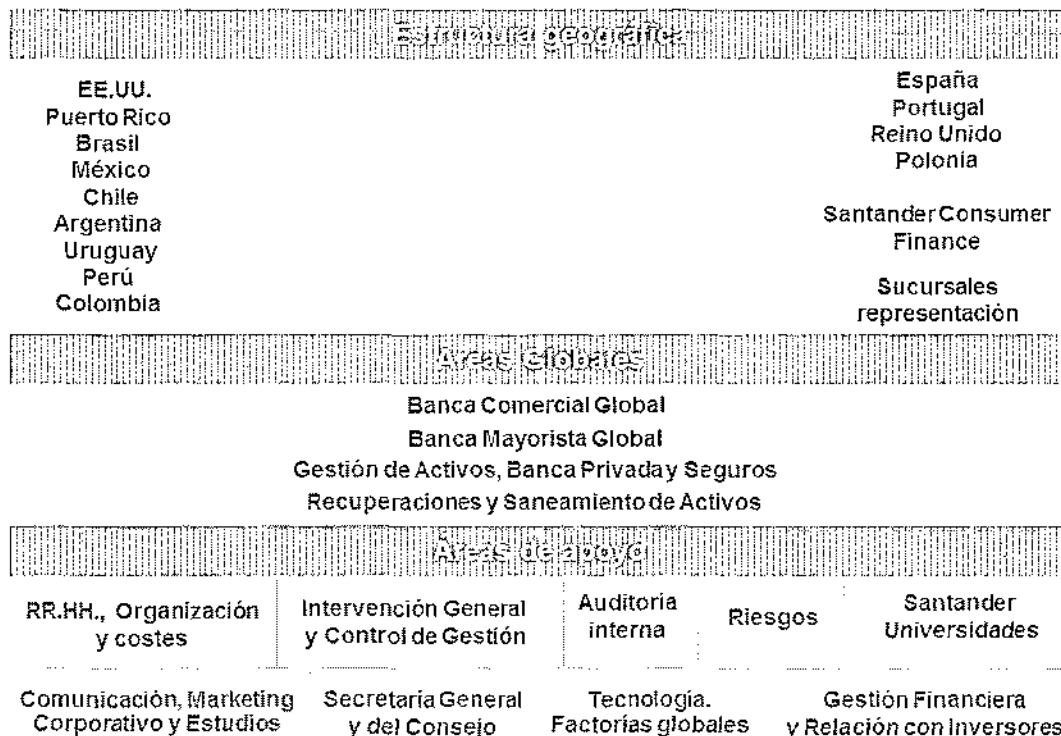 Estructura geográfica
EE.UU.
Puerto Rico
Brasil
México
Chile
Argentina
Uruguay
Perú
Colombia
España
Portugal
Reino Unido
Polonia
Santander Consumer
Finance
Sucursales
representación
Áreas Globales
Banca Comercial Global
Banca Mayorista Global
Gestión de Activos, Banca Privada y Seguros
Recuperaciones y Saneamiento de Activos
Áreas de apoyo
RR.HH., Organización
y costes
Intervención General
y Control de Gestión
Auditoria
interna
Riesgos
Santander
Universidades
Comunicación, Marketing
Corporativo y Estudios
Secretaría General
y del Consejo
Tecnología.
Factorías globales
Gestión Financiera
y Relación con Inversores